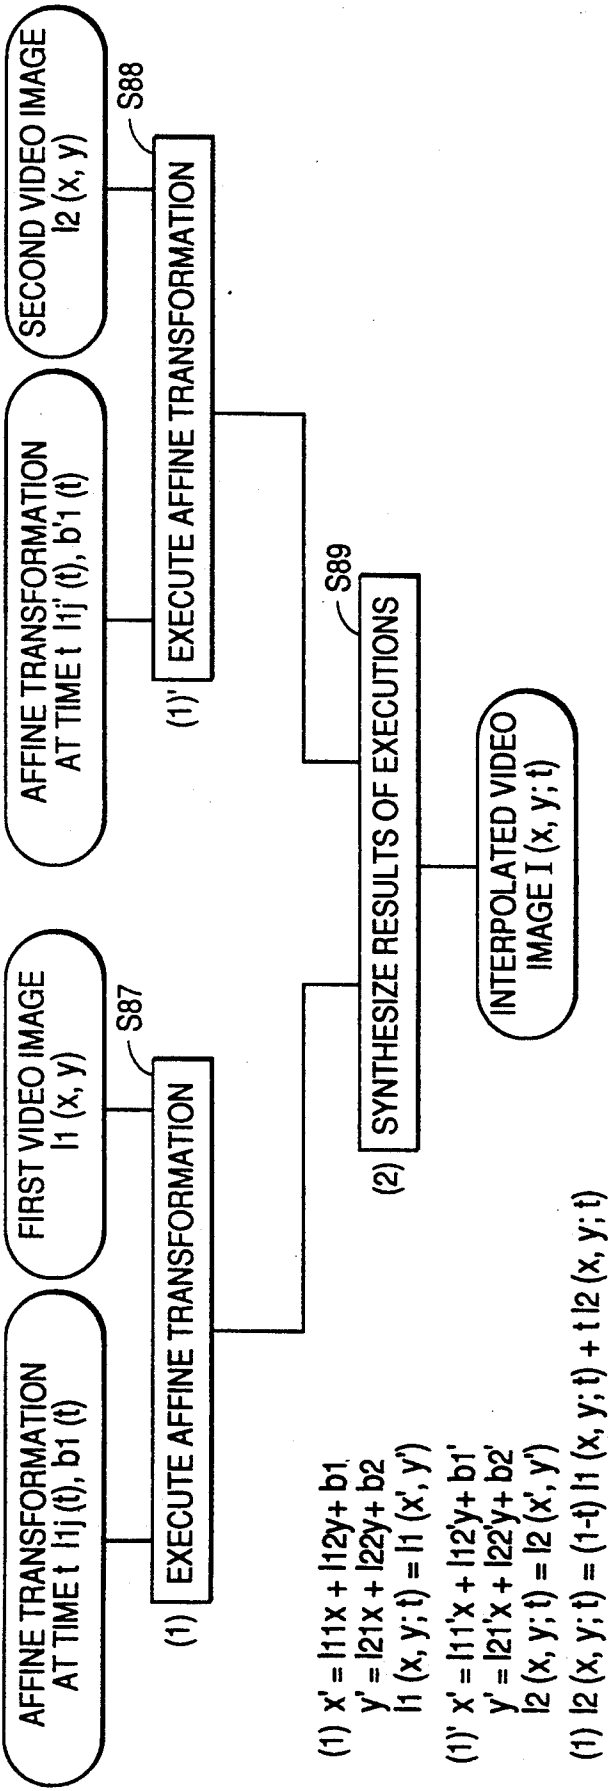 AFFINE TRANSFORMATION
AT TIME t l1j (t), b1 (t)
FIRST VIDEO IMAGE
I1 (x, y)
AFFINE TRANSFORMATION
AT TIME t l1j' (t), b'1 (t)
SECOND VIDEO IMAGE
I2 (x, y)
S87
(1) EXECUTE AFFINE TRANSFORMATION
S88
(1)' EXECUTE AFFINE TRANSFORMATION
S89
(2) SYNTHESIZE RESULTS OF EXECUTIONS
INTERPOLATED VIDEO
IMAGE I (x, y; t)
(1) x' = l11x + l12y+ b1
y' = l21x + l22y+ b2
I1 (x, y; t) = I1 (x', y')
(1)' x' = l11'x + l12'y+ b1'
y' = l21'x + l22'y+ b2'
I2 (x, y; t) = I2 (x', y')
(1) I2 (x, y; t) = (1-t) I1 (x, y; t) + t I2 (x, y; t)